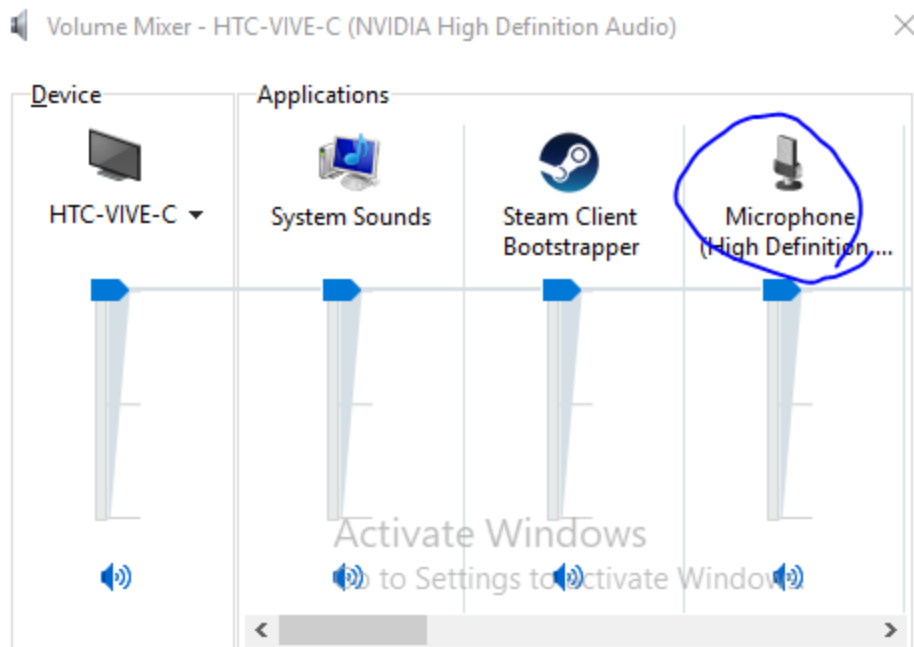 Volume Mixer - HTC-VIVE-C (NVIDIA High Definition Audio)
Device
Applications
HTC-VIVE-C
System Sounds
Steam Client
Bootstrapper
Microphone
(High Definition ...
Activate Windows
to Settings to activate Windows